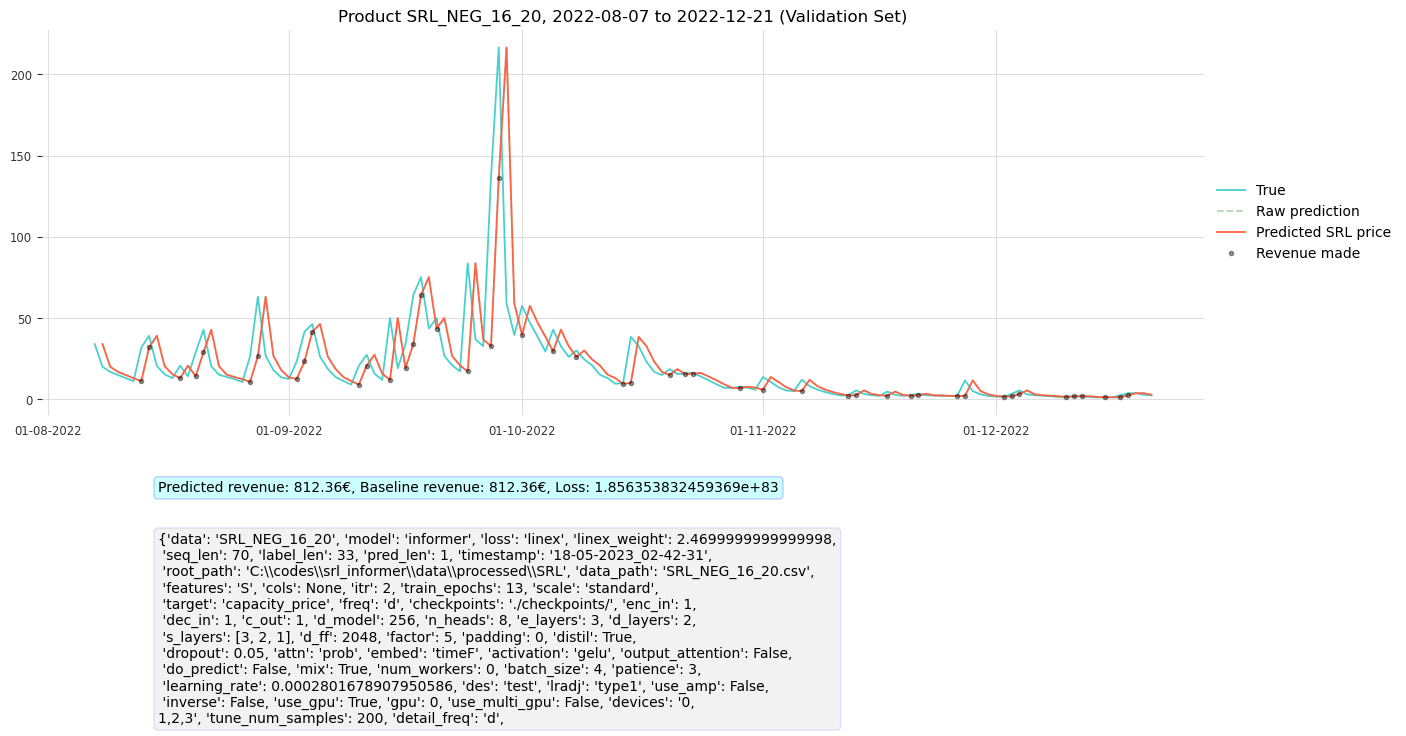 Product SRL_NEG_16_20, 2022-08-07 to 2022-12-21 (Validation Set)
200
150
100
50
0
01-08-2022
01-09-2022
01-10-2022
01-11-2022
01-12-2022
True
Raw prediction
Predicted SRL price
Revenue made
Predicted revenue: 812.36€, Baseline revenue: 812.36€, Loss: 1.856353832459369e+83
{'data': 'SRL_NEG_16_20', 'model': 'informer', 'loss': 'linex', 'linex_weight': 2.4699999999999998,
'seq_len': 70, 'label_len': 33, 'pred_len': 1, 'timestamp': '18-05-2023_02-42-31',
'root_path': 'C:\\codes\\srl_informer\\data\\processed\\SRL', 'data_path': 'SRL_NEG_16_20.csv',
'features': 'S', 'cols': None, 'itr': 2, 'train_epochs': 13, 'scale': 'standard',
'target': 'capacity_price', 'freq': 'd', 'checkpoints': './checkpoints/', 'enc_in': 1,
'dec_in': 1, 'c_out': 1, 'd_model': 256, 'n_heads': 8, 'e_layers': 3, 'd_layers': 2,
's_layers': [3, 2, 1], 'd_ff': 2048, 'factor': 5, 'padding': 0, 'distil': True,
'dropout': 0.05, 'attn': 'prob', 'embed': 'timeF', 'activation': 'gelu', 'output_attention': False,
'do_predict': False, 'mix': True, 'num_workers': 0, 'batch_size': 4, 'patience': 3,
'learning_rate': 0.0002801678907950586, 'des': 'test', 'lradj': 'type1', 'use_amp': False,
'inverse': False, 'use_gpu': True, 'gpu': 0, 'use_multi_gpu': False, 'devices': '0,
1,2,3', 'tune_num_samples': 200, 'detail_freq': 'd',